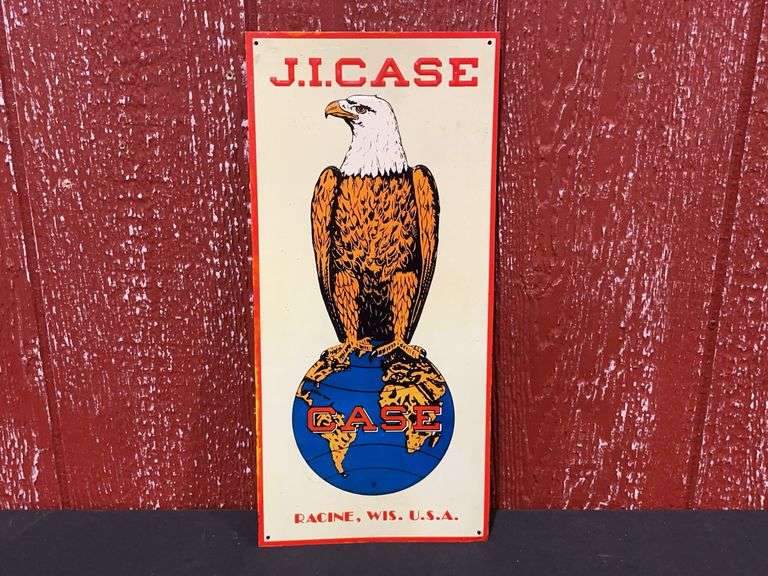 J.I.CASE
CASE
RACINE, WIS. U.S.A.